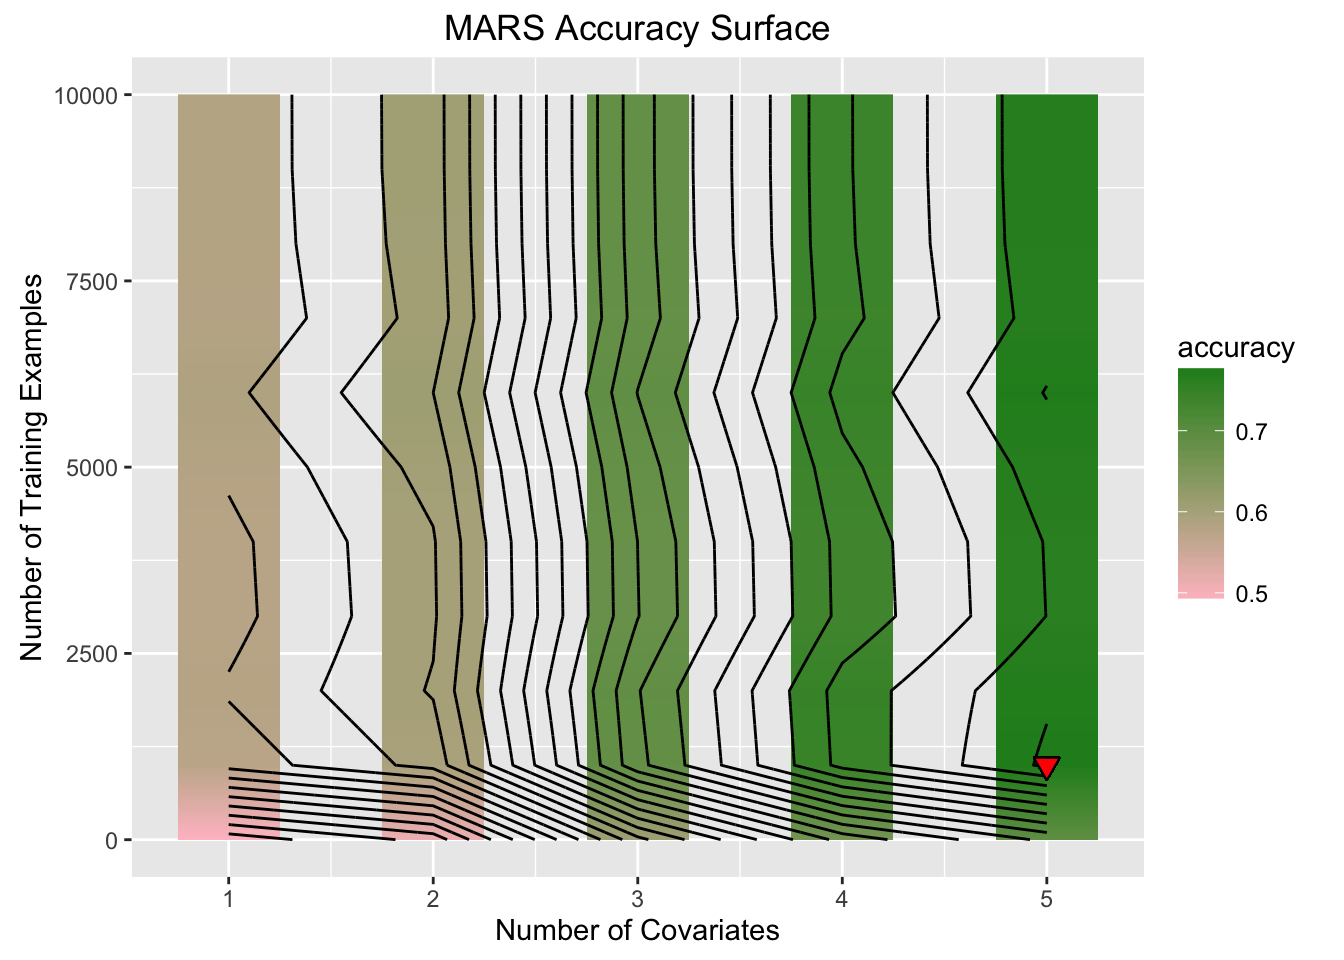 MARS Accuracy Surface
Number of Training Examples
10000
7500
5000
2500
0
1 2 3 4 5
Number of Covariates
accuracy
0.7
0.6
0.5